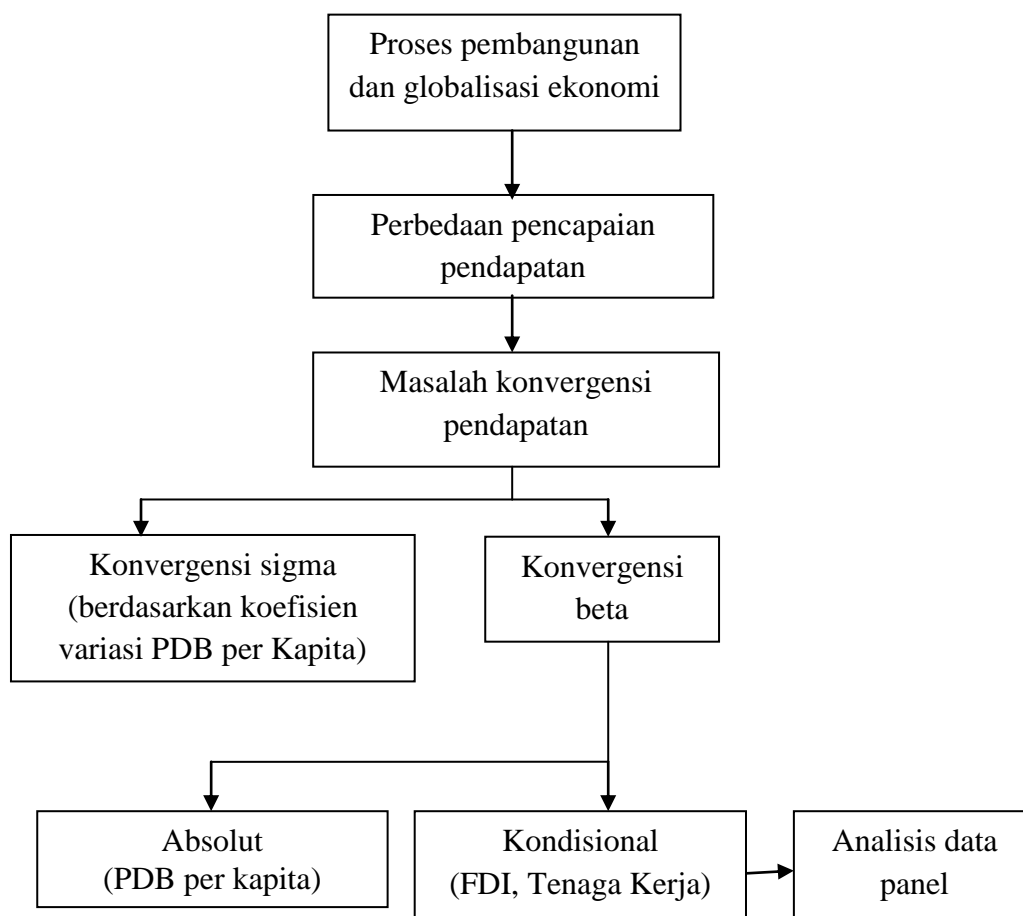 Proses pembangunan
dan globalisasi ekonomi
Perbedaan pencapaian
pendapatan
Masalah konvergensi
pendapatan
Konvergensi sigma
(berdasarkan koefisien
variasi PDB per Kapita)
Konvergensi
beta
Absolut
(PDB per kapita)
Kondisional
(FDI, Tenaga Kerja)
Analisis data
panel